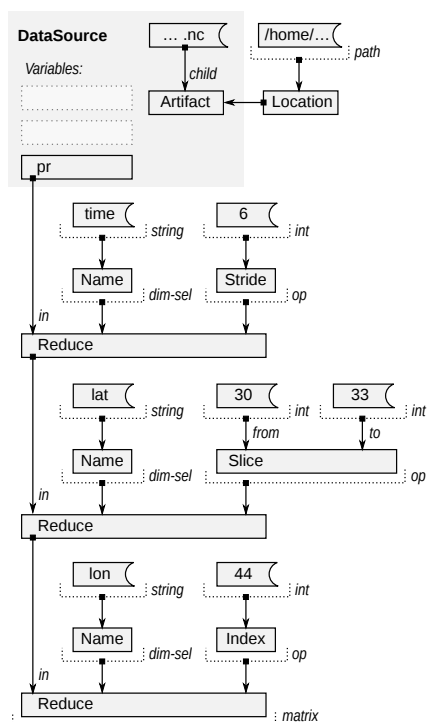 DataSource
... .nc
/home/...
Variables:
child
path
Artifact
Location
pr
time
6
string
int
Name
Stride
dim-sel
op
in
Reduce
lat
30
33
string
int
int
from
to
Name
Slice
dim-sel
op
in
Reduce
lon
44
string
int
Name
Index
dim-sel
op
in
Reduce
matrix